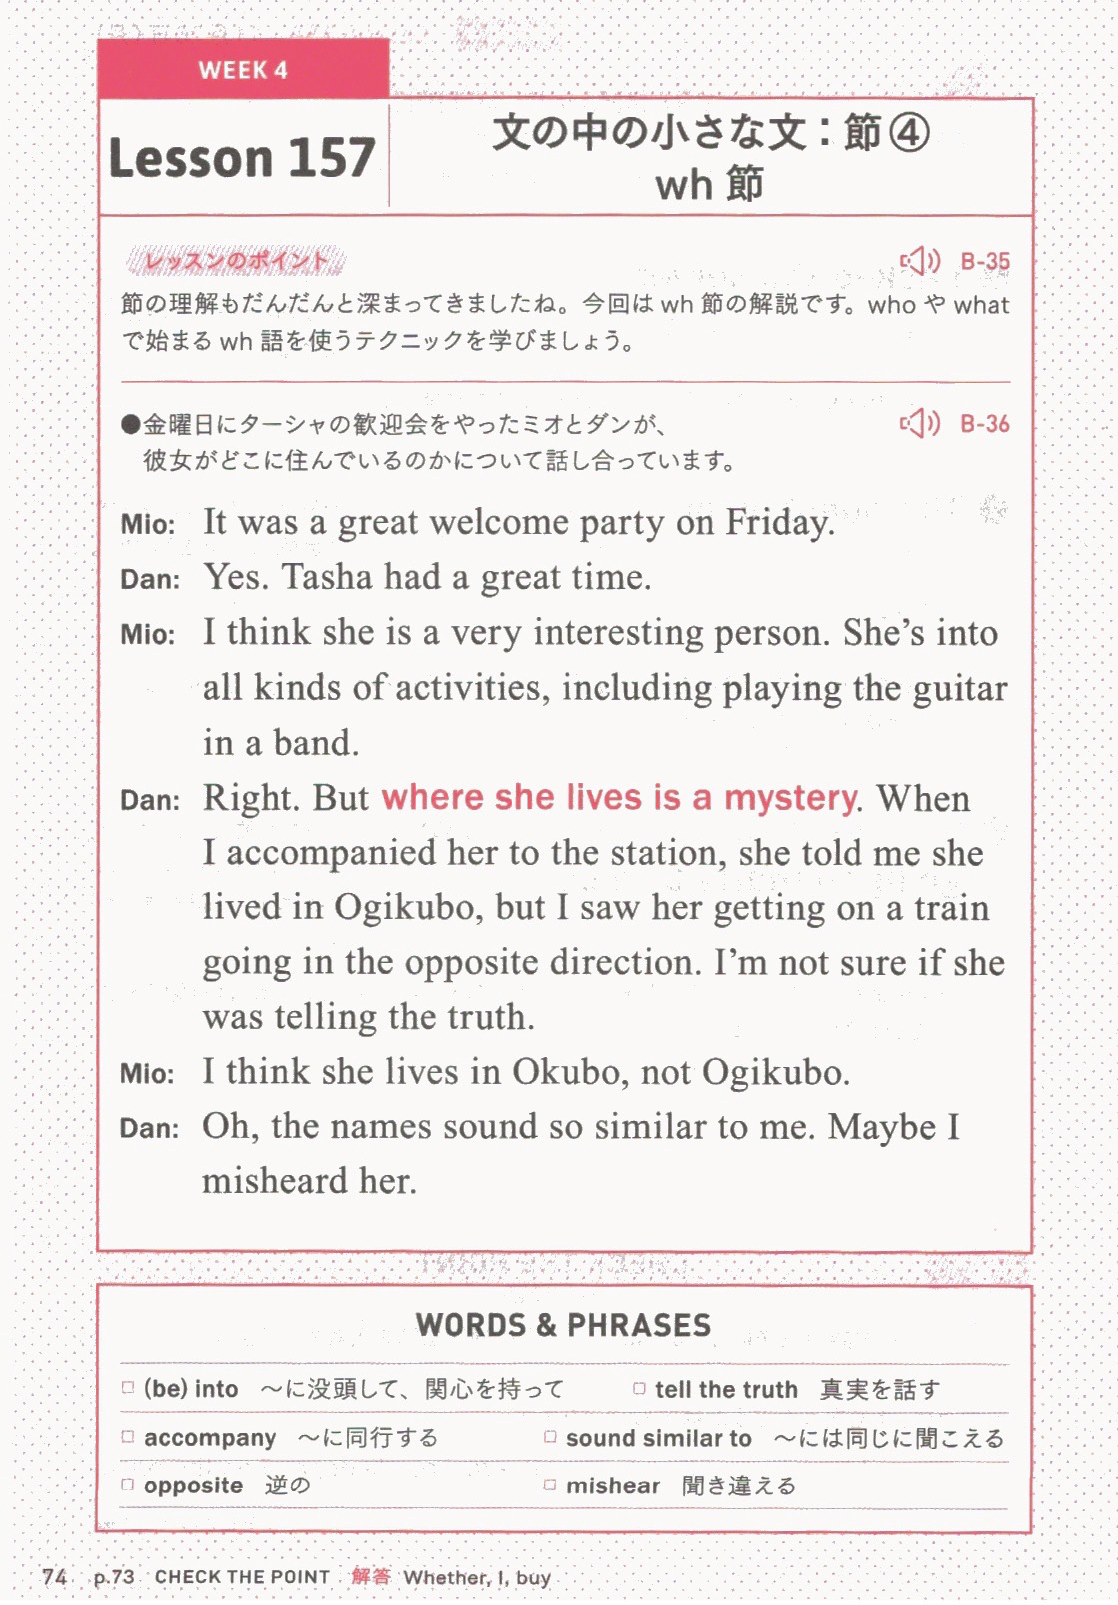 WEEK 4
Lesson 157
文の中の小さな文：節④
wh 節
レッスンのポイント
B-35
節の理解もだんだんと深まってきましたね。今回は wh 節の解説です。who や what
で始まる wh 語を使うテクニックを学びましょう。
●金曜日にターシャの歓迎会をやったミオとダンが、
B-36
彼女がどこに住んでいるのかについて話し合っています。
Mio: It was a great welcome party on Friday.
Dan: Yes. Tasha had a great time.
Mio: I think she is a very interesting person. She's into
all kinds of activities, including playing the guitar
in a band.
Dan: Right. But where she lives is a mystery. When
I accompanied her to the station, she told me she
lived in Ogikubo, but I saw her getting on a train
going in the opposite direction. I'm not sure if she
was telling the truth.
Mio: I think she lives in Okubo, not Ogikubo.
Dan: Oh, the names sound so similar to me. Maybe I
misheard her.
WORDS & PHRASES
□ (be) into ～に没頭して、関心を持って □ tell the truth 真実を話す
□ accompany ～に同行する □ sound similar to ～には同じに聞こえる
□ opposite 逆の □ mishear 聞き違える
74 p.73 CHECK THE POINT 解答 Whether, I, buy